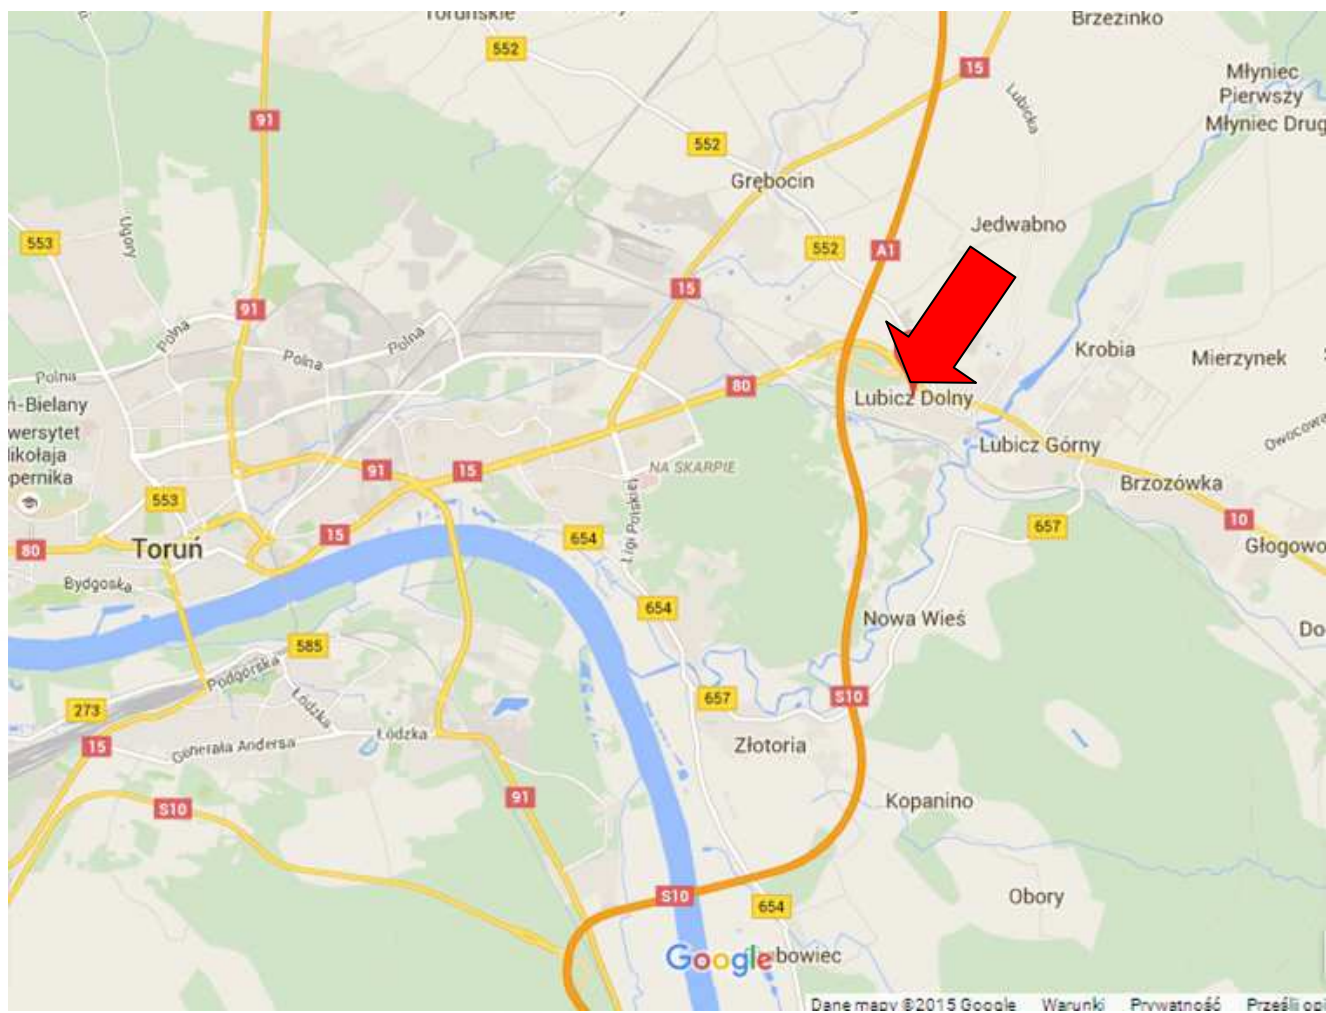 Toruńskie
Brzezinko
552
15
Młyniec
Pierwszy
Młyniec Drug
Lubicka
91
552
Grębocin
Ugory
553
Jedwabno
552
A1
15
91
Polna
Polna
Polna
Polna
Krobia
Mierzynek
80
n-Bielany
wersytet
likołaja
pernika
Lubicz Dolny
Owocowa
Lubicz Górny
NA SKARPIE
91
15
Brzozówka
553
Ligi Polskiej
10
657
15
654
80
Toruń
Głogowo
Bydgoska
654
Nowa Wieś
Do
585
Podgórska
657
S10
Łódzka
273
15
Generała Andersa
Łódzka
Złotoria
91
S10
Kopanino
S10
654
Obory
Google
bowiec
Dane mapy ©2015 Google Warunki Prywatność Prześlij opi